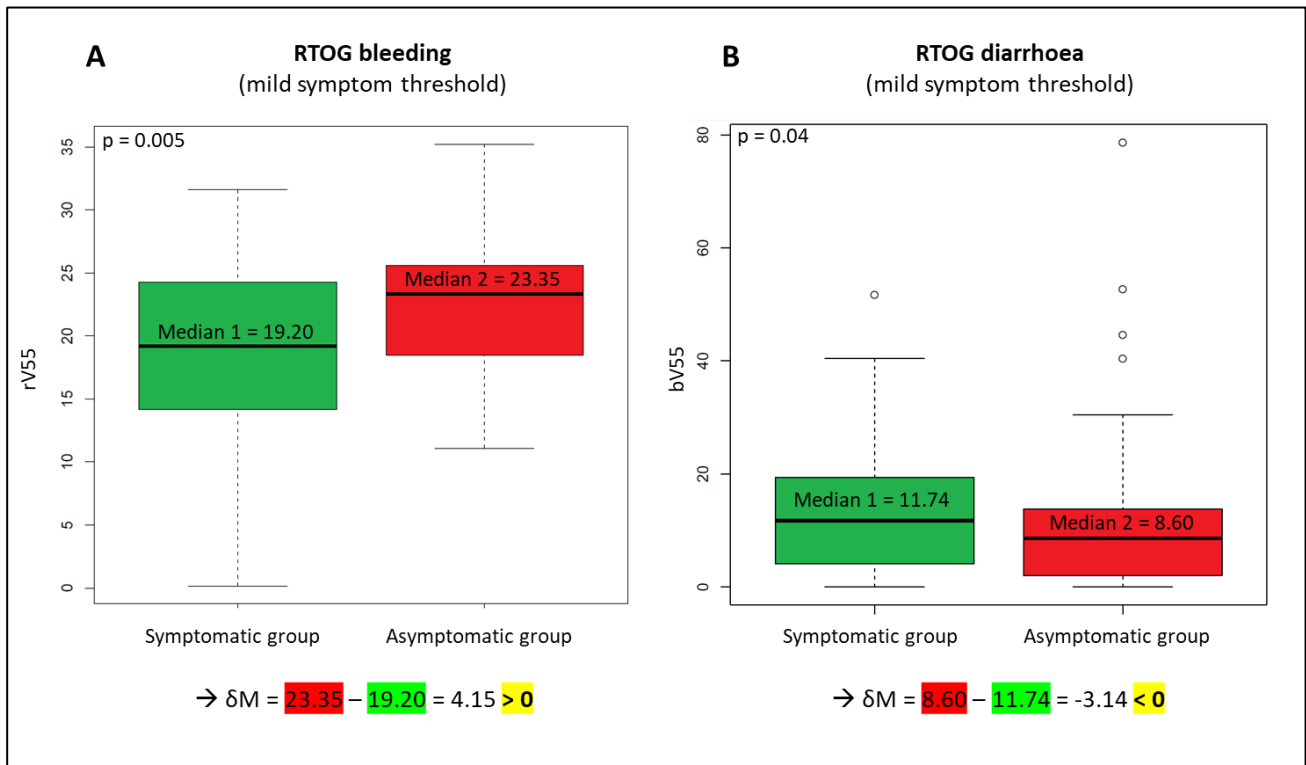 A
RTOG bleeding
(mild symptom threshold)
p = 0.005
35
30
25
20
15
10
5
0
rV55
Median 1 = 19.20
Median 2 = 23.35
Symptomatic group
Asymptomatic group
→ δM = 23.35 – 19.20 = 4.15 > 0
B
RTOG diarrhoea
(mild symptom threshold)
p = 0.04
80
60
40
20
0
bV55
Median 1 = 11.74
Median 2 = 8.60
Symptomatic group
Asymptomatic group
→ δM = 8.60 – 11.74 = -3.14 < 0